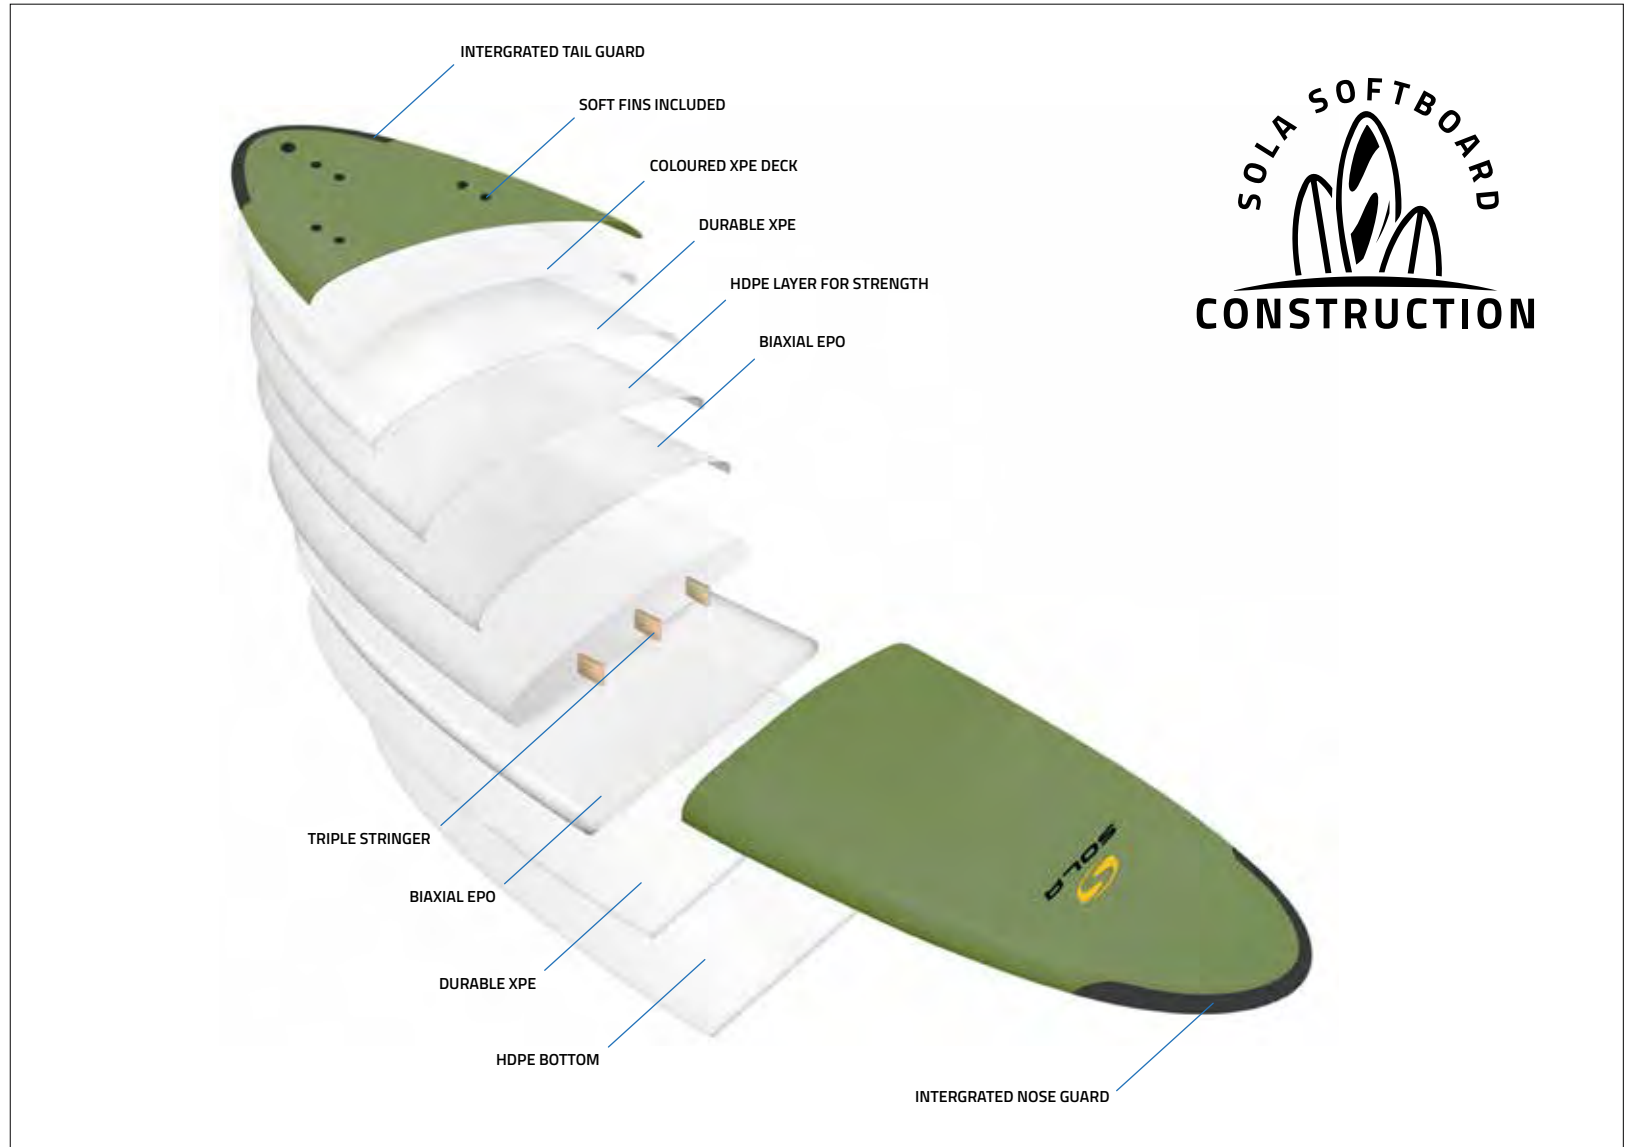 INTERGRATED TAIL GUARD
SOFT FINS INCLUDED
COLOURED XPE DECK
DURABLE XPE
HDPE LAYER FOR STRENGTH
BIAXIAL EPO
SOLA SOFTBOARD
CONSTRUCTION
TRIPLE STRINGER
BIAXIAL EPO
DURABLE XPE
HDPE BOTTOM
SOLA
INTERGRATED NOSE GUARD